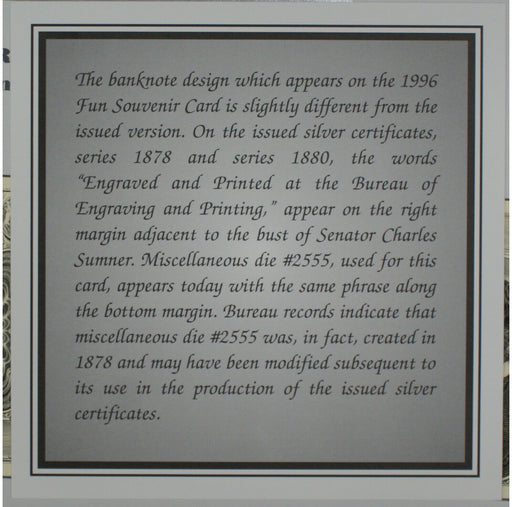 R
n
The banknote design which appears on the 1996
Fun Souvenir Card is slightly different from the
issued version. On the issued silver certificates,
series 1878 and series 1880, the words
“Engraved and Printed at the Bureau of
Engraving and Printing,” appear on the right
margin adjacent to the bust of Senator Charles
Sumner. Miscellaneous die #2555, used for this
card, appears today with the same phrase along
the bottom margin. Bureau records indicate that
miscellaneous die #2555 was, in fact, created in
1878 and may have been modified subsequent to
its use in the production of the issued silver
certificates.